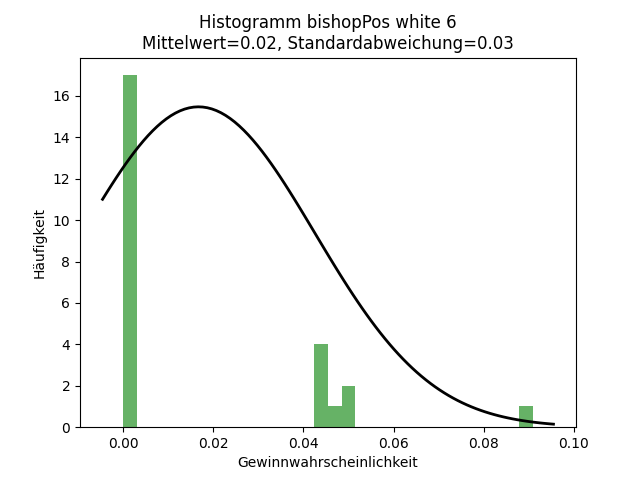 Histogramm bishopPos white 6
Mittelwert=0.02, Standardabweichung=0.03
16
14
12
10
8
6
4
2
0
Häufigkeit
0.00 0.02 0.04 0.06 0.08 0.10
Gewinnwahrscheinlichkeit